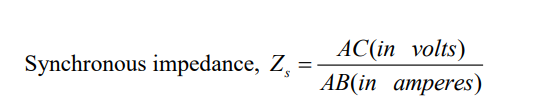 Synchronous impedance, Z_s = AC(in volts) / AB(in amperes)